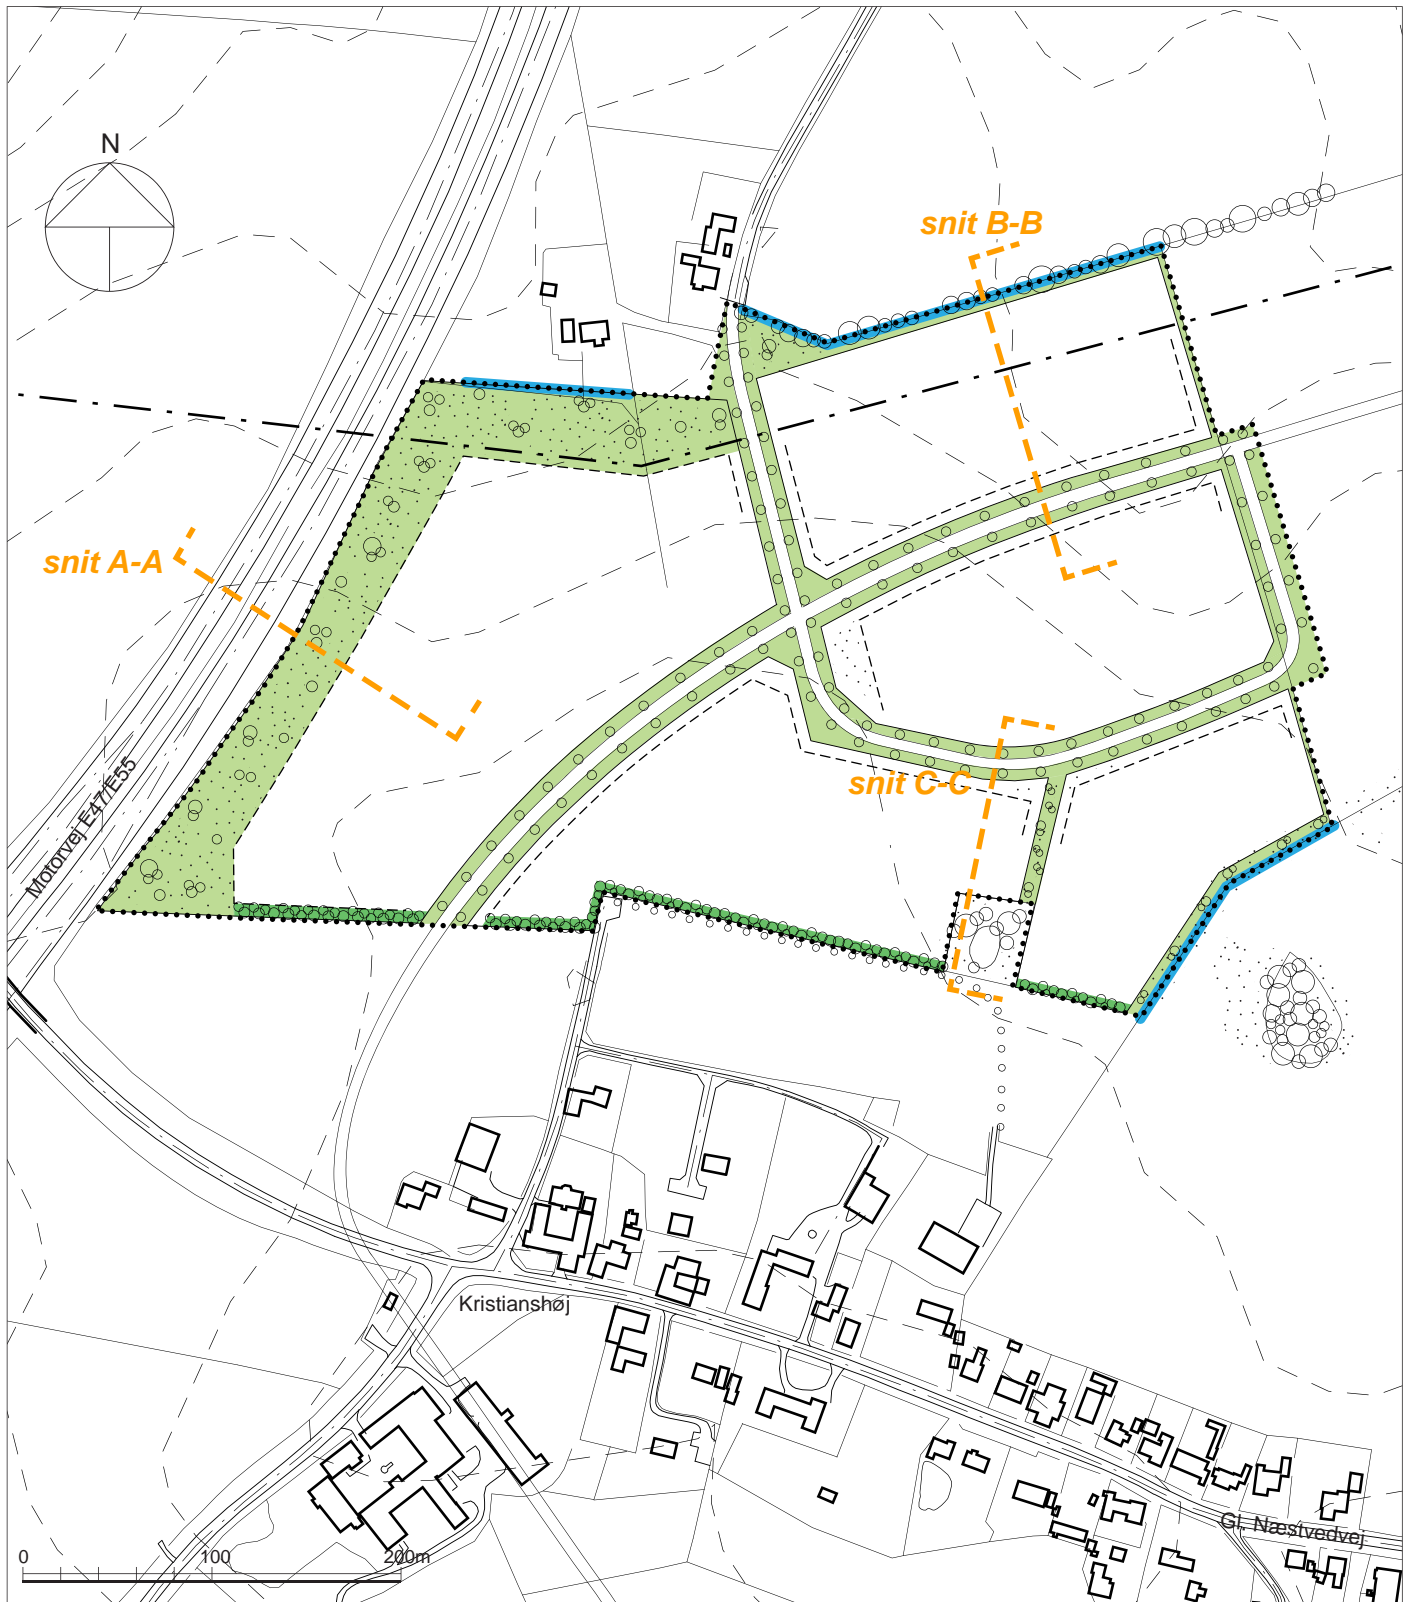 N
snit B-B
snit A-A
Motorvej E47/E55
snit C-C
Kristianshøj
Gl. Næstvedvej
0 100 200m